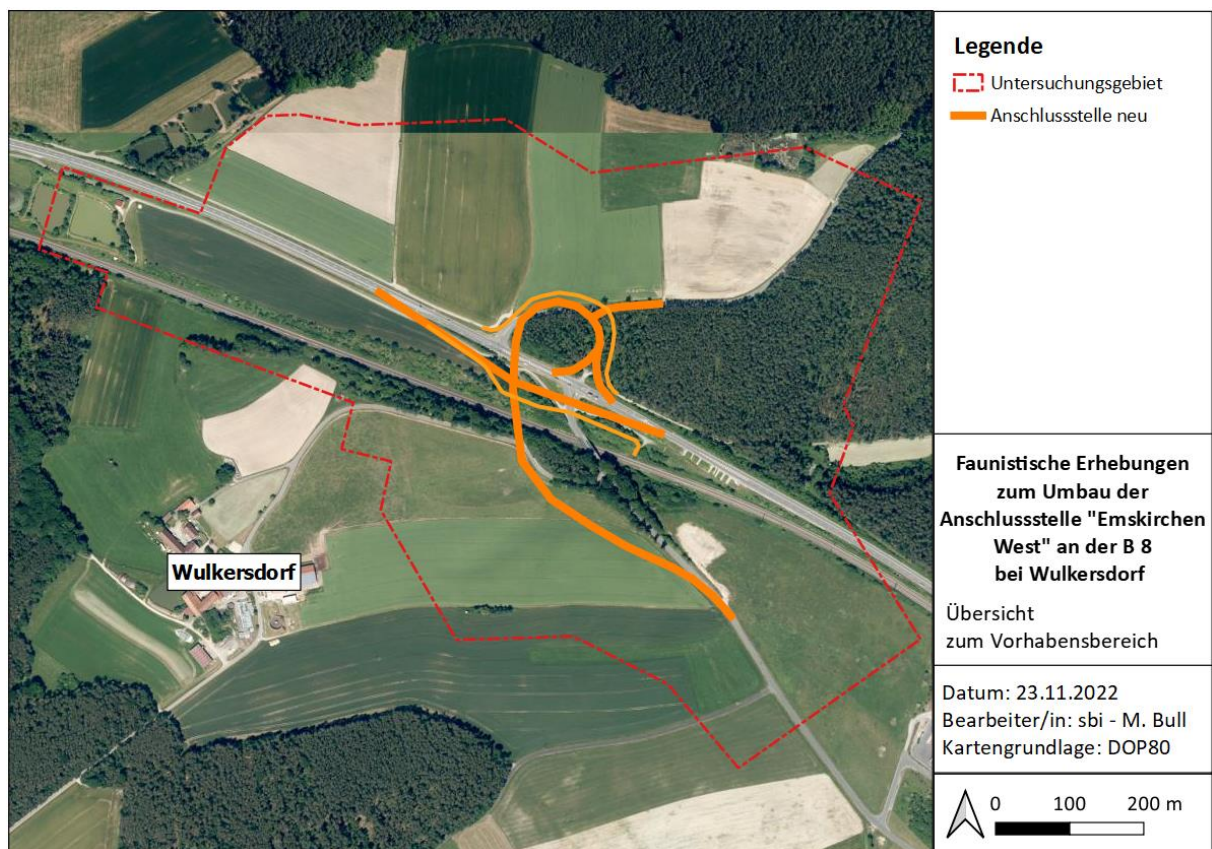 Legende
Untersuchungsgebiet
Anschlussstelle neu
Wulkersdorf
Faunistische Erhebungen
zum Umbau der
Anschlussstelle "Emskirchen
West" an der B 8
bei Wulkersdorf
Übersicht
zum Vorhabensbereich
Datum: 23.11.2022
Bearbeiter/in: sbi - M. Bull
Kartengrundlage: DOP80
0 100 200 m